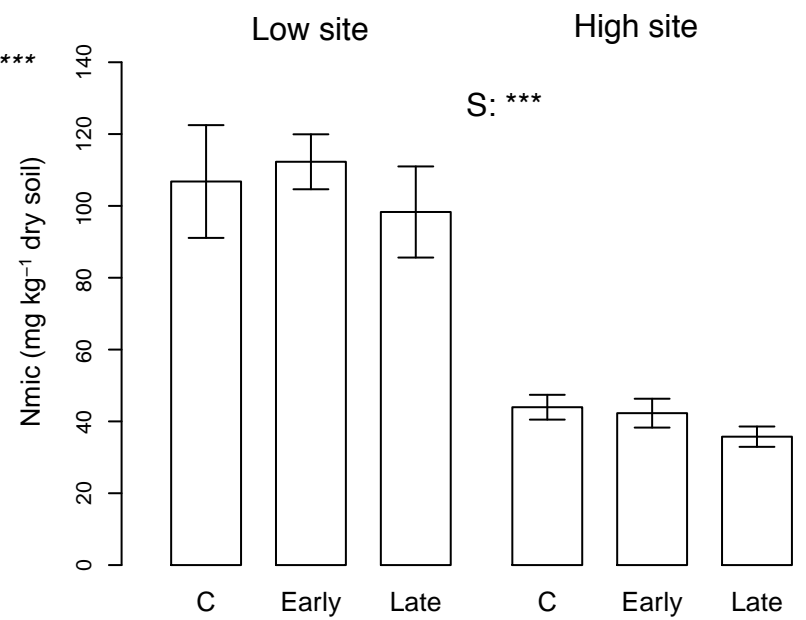 Low site
High site
***
S: ***
Nmic (mg kg⁻¹ dry soil)
140
120
100
80
60
40
20
0
C Early Late C Early Late